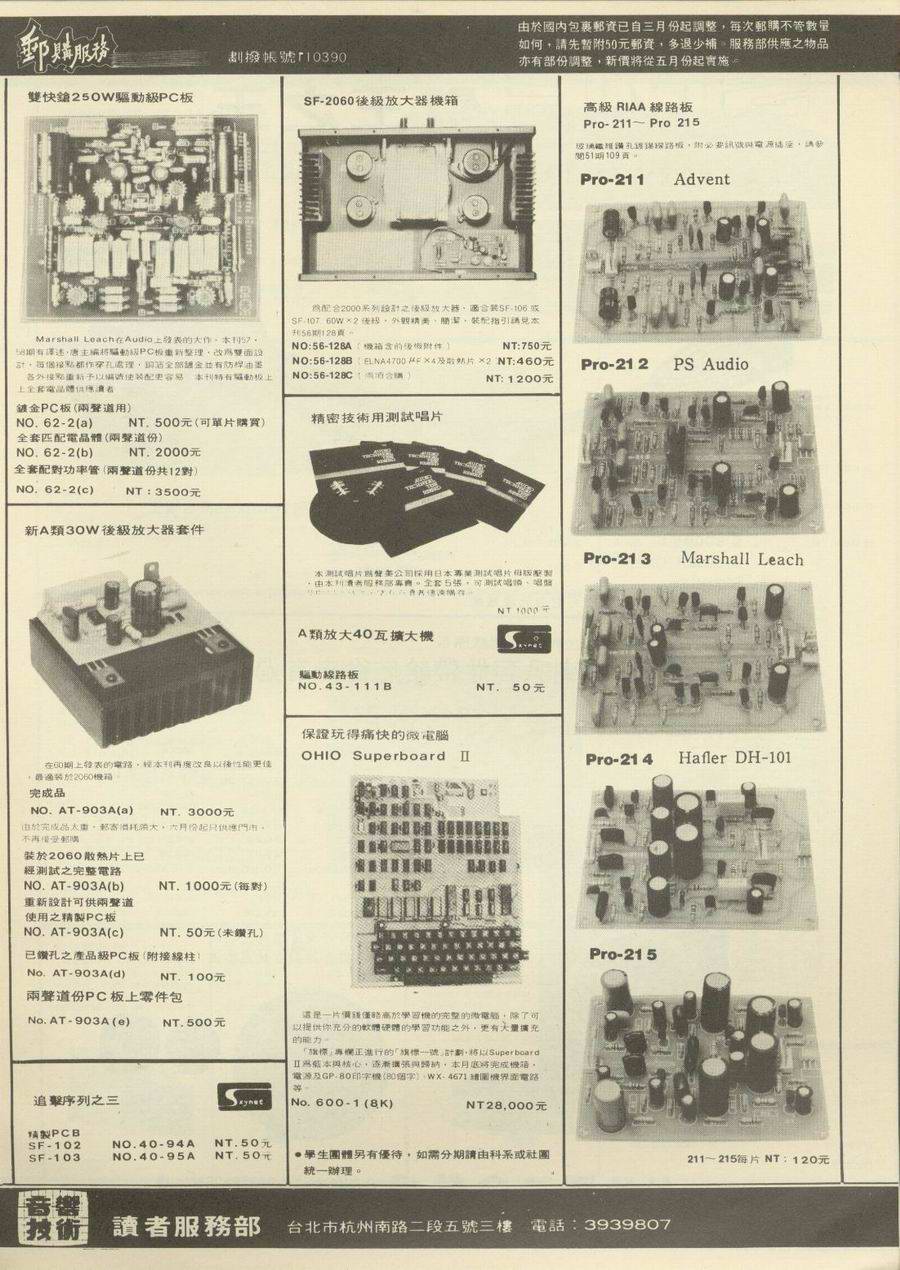 郵購服務
劃撥帳號110390
由於國內包裹郵資已自三月份起調整，每次郵購不管數量
如何，請先暫附50元郵資，多退少補。服務部供應之物品
亦有部份調整，新價將從五月份起實施。
雙快鎗250W驅動級PC板
Marshall Leach在Audio上發表的大作，本刊57，
58期有譯述，唐主編將驅動級PC板重新整理，改為雙面設
計，每個接點都作穿孔處理，銅箔全部鍍金並有防桿油墨
各外接點重新予以編號使裝配更容易 本刊特有驅動板上
上全套電晶體供應讀者
鍍金PC板(兩聲道用)
NO. 62-2(a) NT. 500元(可單片購買)
全套匹配電晶體(兩聲道份)
NO. 62-2(b) NT. 2000元
全套配對功率管(兩聲道份共12對)
NO. 62-2(c) NT：3500元
新A類30W後級放大器套件
在60期上發表的電路，經本刊再度改良以後性能更佳
，最適裝於2060機箱
完成品
NO. AT-903A(a) NT. 3000元
由於完成品太重，郵寄損耗頗大，六月份起只供應門市，
不再接受郵購
裝於2060散熱片上已
經測試之完整電路
NO. AT-903A(b) NT. 1000元(每對)
重新設計可供兩聲道
使用之精製PC板
NO. AT-903A(c) NT. 50元(未鑽孔)
已鑽孔之產品級PC板(附接線柱)
No. AT-903A(d) NT. 100元
兩聲道份PC板上零件包
No. AT-903A(e) NT. 500元
追擊序列之三
Sxynet
精製PCB
SF-102 NO.40-94A NT.50元
SF-103 NO.40-95A NT.50元
SF-2060後級放大器機箱
為配合2000系列設計之後級放大器，適合裝SF-106或
SF-107 60W×2後級，外觀精美、簡潔，裝配指引請見本
刊56期128頁。
NO:56-128A（機箱含前後板附件） NT:750元
NO:56-128B（ELNA4700μF×4及散熱片×2 NT:460元
NO:56-128C（兩項合購） NT: 1200元
精密技術用測試唱片
本測試唱片為聲美公司採用日本專業測試唱片母版壓製
，由本刊讀者服務部專賣。全套5張，可測試唱頭、唱盤
NT 1000元
A類放大40瓦擴大機
Sxynet
驅動線路板
NO.43-111B NT. 50元
保證玩得痛快的微電腦
OHIO Superboard Ⅱ
這是一片價錢僅略高於學習機的完整的微電腦，除了可
以提供你充分的軟體硬體的學習功能之外，更有大量擴充
的能力。
「旗標」專欄正進行的「旗標一號」計劃，將以Superboard
Ⅱ為藍本與核心，逐漸擴張與歸納，本月底將完成機箱，
電源及GP-80印字機(80個字)、WX-4671繪圖機界面電路
等。
No. 600-1(8K) NT28,000元
●學生團體另有優待，如需分期請由科系或社團
統一辦理。
高級 RIAA 線路板
Pro-211～Pro 215
玻璃纖維鑽孔鍍錫線路板，附必要訊號與電源插座，請參
閱51期109頁。
Pro-211 Advent
Pro-212 PS Audio
Pro-213 Marshall Leach
Pro-214 Hafler DH-101
Pro-215
211～215每片 NT：120元
音響
技術
讀者服務部
台北市杭州南路二段五號三樓 電話：3939807